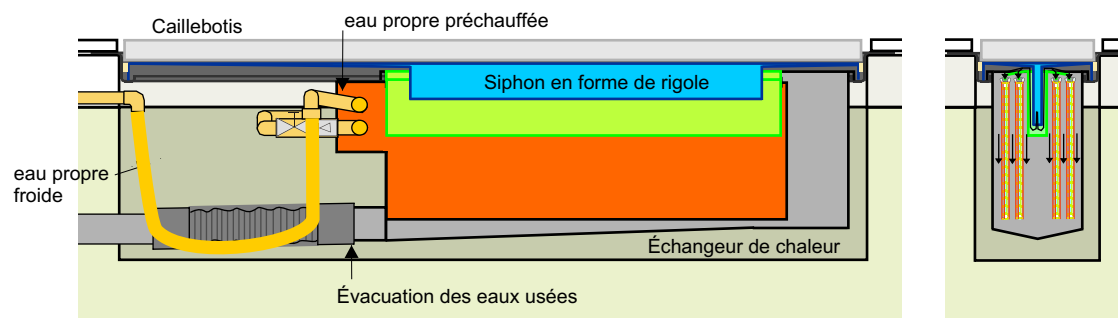 eau propre préchauffée
Caillebotis
Siphon en forme de rigole
eau propre
froide
Échangeur de chaleur
Évacuation des eaux usées